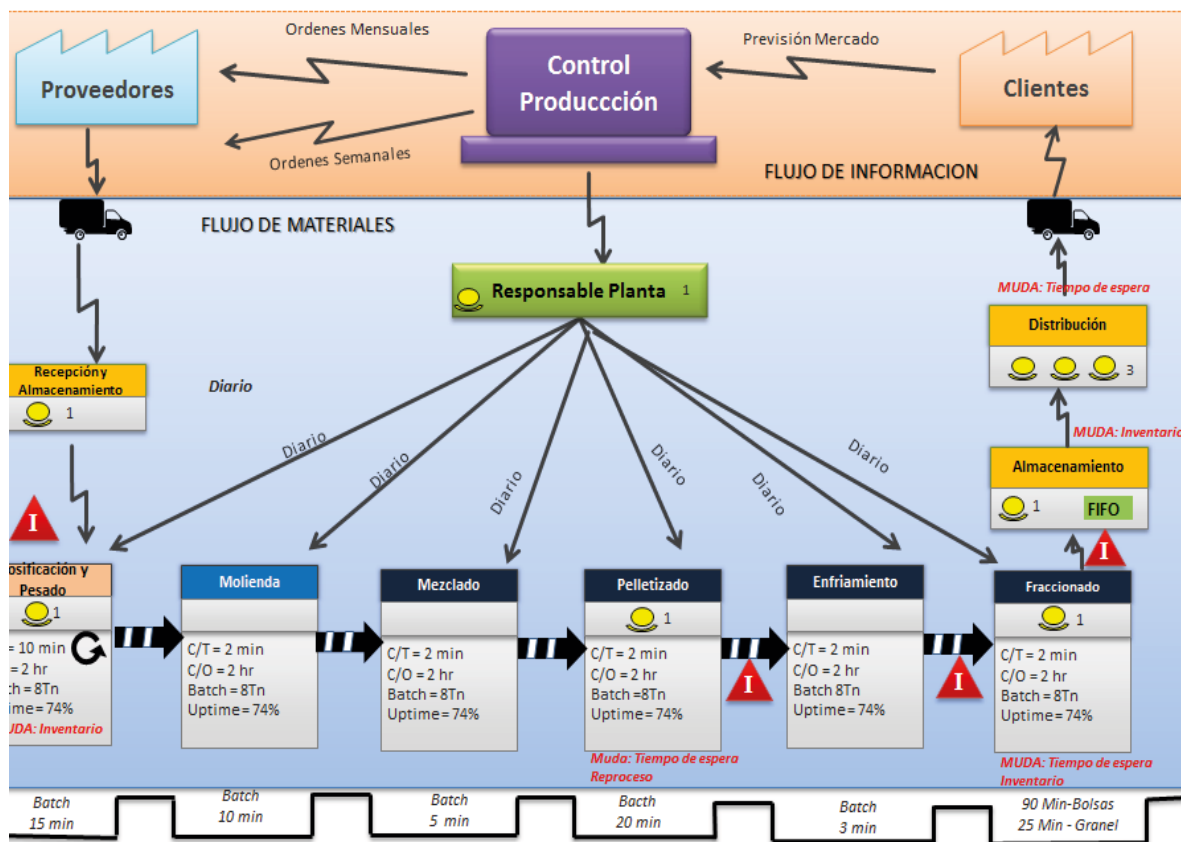 Ordenes Mensuales
Previsión Mercado
Proveedores
Control
Produccción
Clientes
Ordenes Semanales
FLUJO DE INFORMACION
FLUJO DE MATERIALES
Responsable Planta 1
MUDA: Tiempo de espera
Distribución
3
Recepción y
Almacenamiento
1
Diario
MUDA: Inventario
Almacenamiento
1 FIFO
Diario
Diario
Diario
Diario
Diario
Diario
I
I
osificación y
Pesado
1
= 10 min
= 2 hr
tch = 8Tn
time = 74%
UDA: Inventario
Molienda
C/T = 2 min
C/O = 2 hr
Batch = 8Tn
Uptime = 74%
Mezclado
C/T = 2 min
C/O = 2 hr
Batch = 8Tn
Uptime = 74%
Pelletizado
1
C/T = 2 min
C/O = 2 hr
Batch = 8Tn
Uptime = 74%
Muda: Tiempo de espera
Reproceso
I
Enfriamiento
C/T = 2 min
C/O = 2 hr
Batch 8Tn
Uptime = 74%
I
Fraccionado
1
C/T = 2 min
C/O = 2 hr
Batch = 8Tn
Uptime = 74%
MUDA: Tiempo de espera
Inventario
Batch
15 min
Batch
10 min
Batch
5 min
Bacth
20 min
Batch
3 min
90 Min-Bolsas
25 Min - Granel